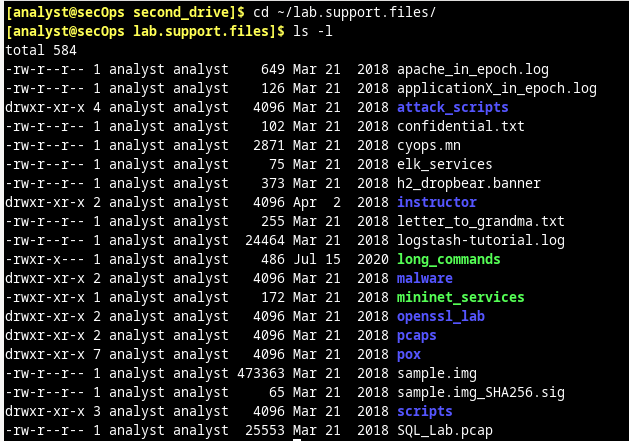 [analyst@secOps second_drive]$ cd ~/lab.support.files/
[analyst@secOps lab.support.files]$ ls -l
total 584
-rw-r--r-- 1 analyst analyst    649 Mar 21  2018 apache_in_epoch.log
-rw-r--r-- 1 analyst analyst    126 Mar 21  2018 applicationX_in_epoch.log
drwxr-xr-x 4 analyst analyst   4096 Mar 21  2018 attack_scripts
-rw-r--r-- 1 analyst analyst    102 Mar 21  2018 confidential.txt
-rw-r--r-- 1 analyst analyst   2871 Mar 21  2018 cyops.mn
-rw-r--r-- 1 analyst analyst     75 Mar 21  2018 elk_services
-rw-r--r-- 1 analyst analyst    373 Mar 21  2018 h2_dropbear.banner
drwxr-xr-x 2 analyst analyst   4096 Apr  2  2018 instructor
-rw-r--r-- 1 analyst analyst    255 Mar 21  2018 letter_to_grandma.txt
-rw-r--r-- 1 analyst analyst  24464 Mar 21  2018 logstash-tutorial.log
-rwxr-x--- 1 analyst analyst    486 Jul 15  2020 long_commands
drwxr-xr-x 2 analyst analyst   4096 Mar 21  2018 malware
-rwxr-xr-x 1 analyst analyst    172 Mar 21  2018 mininet_services
drwxr-xr-x 2 analyst analyst   4096 Mar 21  2018 openssl_lab
drwxr-xr-x 2 analyst analyst   4096 Mar 21  2018 pcaps
drwxr-xr-x 7 analyst analyst   4096 Mar 21  2018 pox
-rw-r--r-- 1 analyst analyst 473363 Mar 21  2018 sample.img
-rw-r--r-- 1 analyst analyst     65 Mar 21  2018 sample.img_SHA256.sig
drwxr-xr-x 3 analyst analyst   4096 Mar 21  2018 scripts
-rw-r--r-- 1 analyst analyst  25553 Mar 21  2018 SQL_Lab.pcap